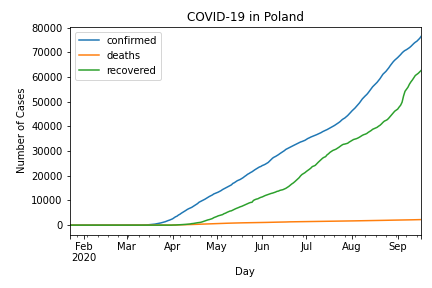 COVID-19 in Poland
80000
70000
60000
50000
40000
30000
20000
10000
0
Number of Cases
confirmed
deaths
recovered
Feb Mar Apr May Jun Jul Aug Sep
2020
Day